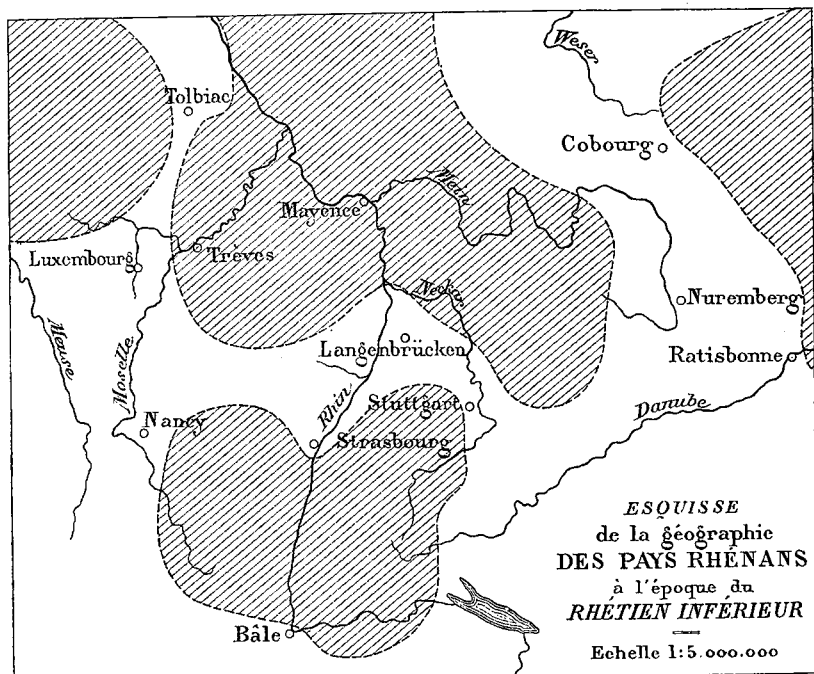 Weser
Tolbiac
Cobourg
Mayence
Mein
Luxembourg
Trèves
Neckar
Nuremberg
Meuse
Moselle
Langenbrücken
Ratisbonne
Rhin
Stuttgart
Danube
Nancy
Strasbourg
ESQUISSE
de la géographie
DES PAYS RHÉNANS
à l'époque du
RHÉTIEN INFÉRIEUR
Bâle
Echelle 1:5.000.000